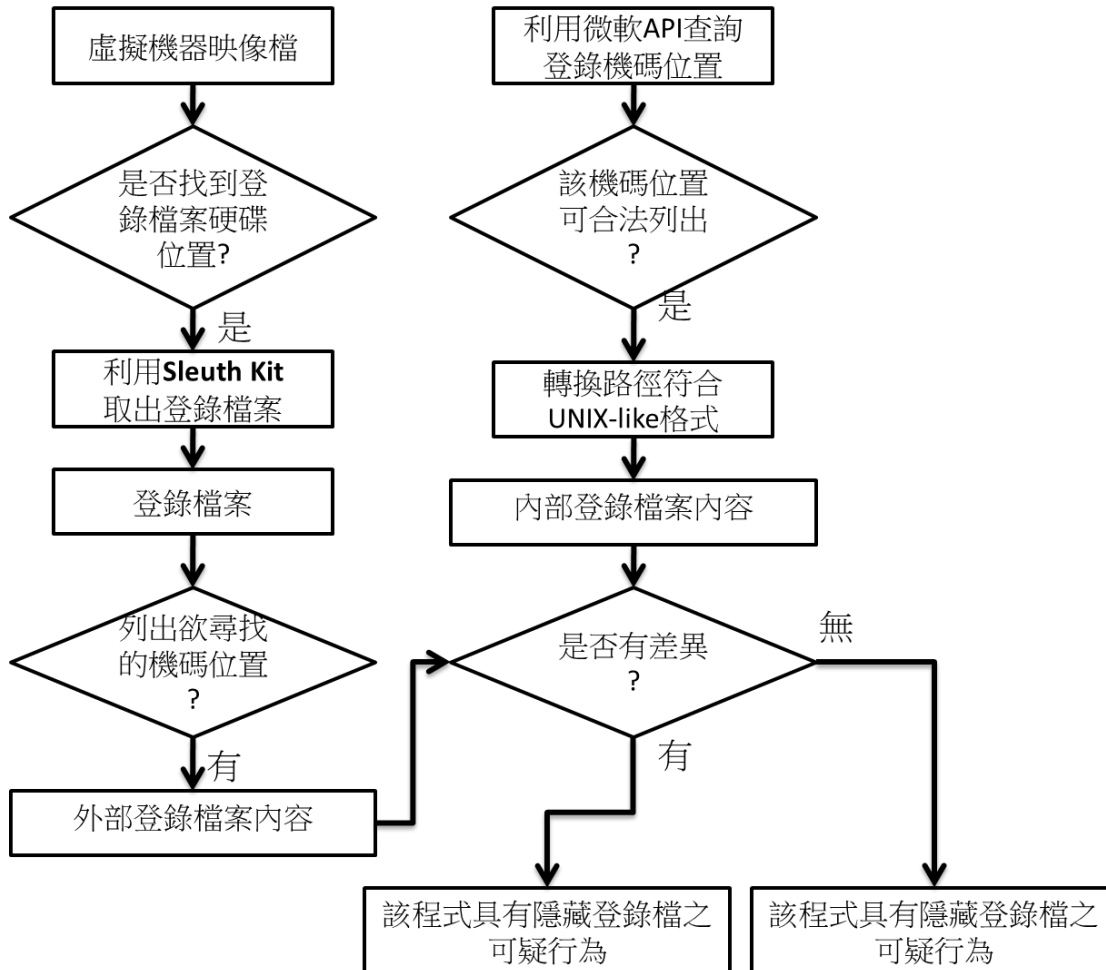 虛擬機器映像檔
是否找到登
錄檔案硬碟
位置?
是
利用Sleuth Kit
取出登錄檔案
登錄檔案
列出欲尋找
的機碼位置
?
有
外部登錄檔案內容
利用微軟API查詢
登錄機碼位置
該機碼位置
可合法列出
?
是
轉換路徑符合
UNIX-like格式
內部登錄檔案內容
是否有差異
?
無
有
該程式具有隱藏登錄檔之
可疑行為
該程式具有隱藏登錄檔之
可疑行為